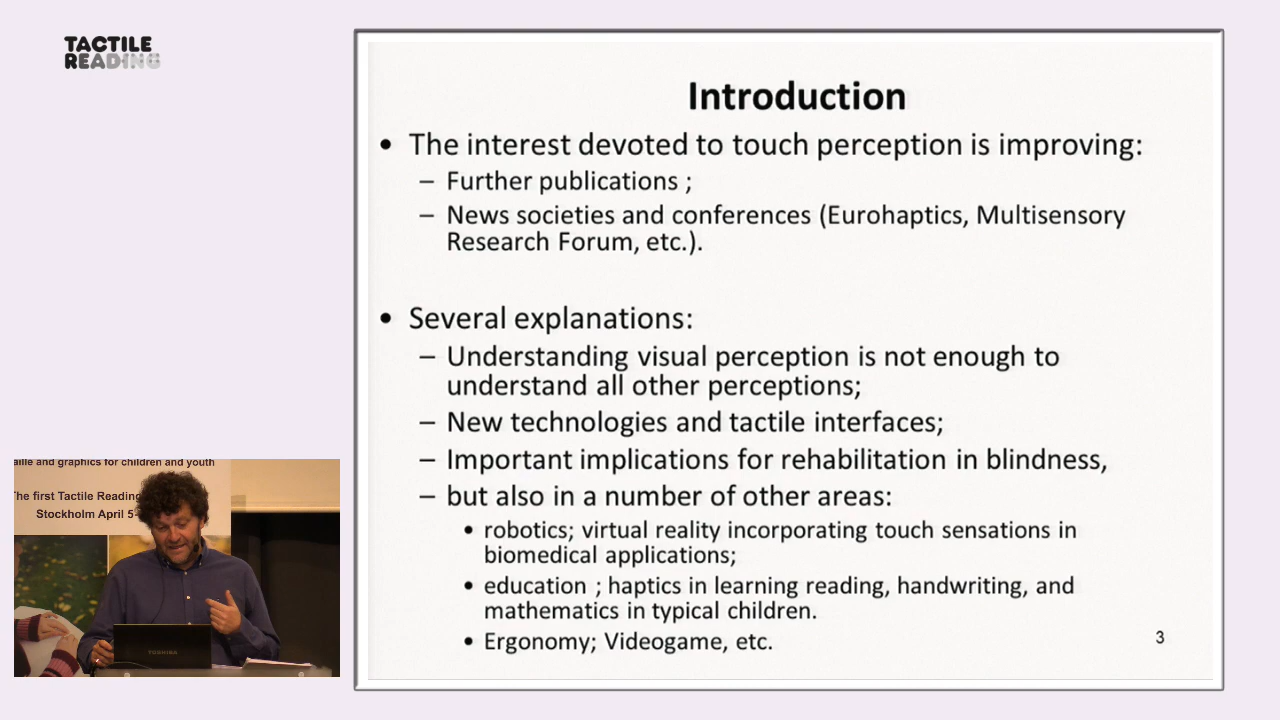 TACTILE
READING
Introduction
• The interest devoted to touch perception is improving:
– Further publications ;
– News societies and conferences (Eurohaptics, Multisensory
Research Forum, etc.).
• Several explanations:
– Understanding visual perception is not enough to
understand all other perceptions;
– New technologies and tactile interfaces;
– Important implications for rehabilitation in blindness,
– but also in a number of other areas:
• robotics; virtual reality incorporating touch sensations in
biomedical applications;
• education ; haptics in learning reading, handwriting, and
mathematics in typical children.
• Ergonomy; Videogame, etc.
3
aille and graphics for children and youth
The first Tactile Reading
Stockholm April 5-
TOSHIBA